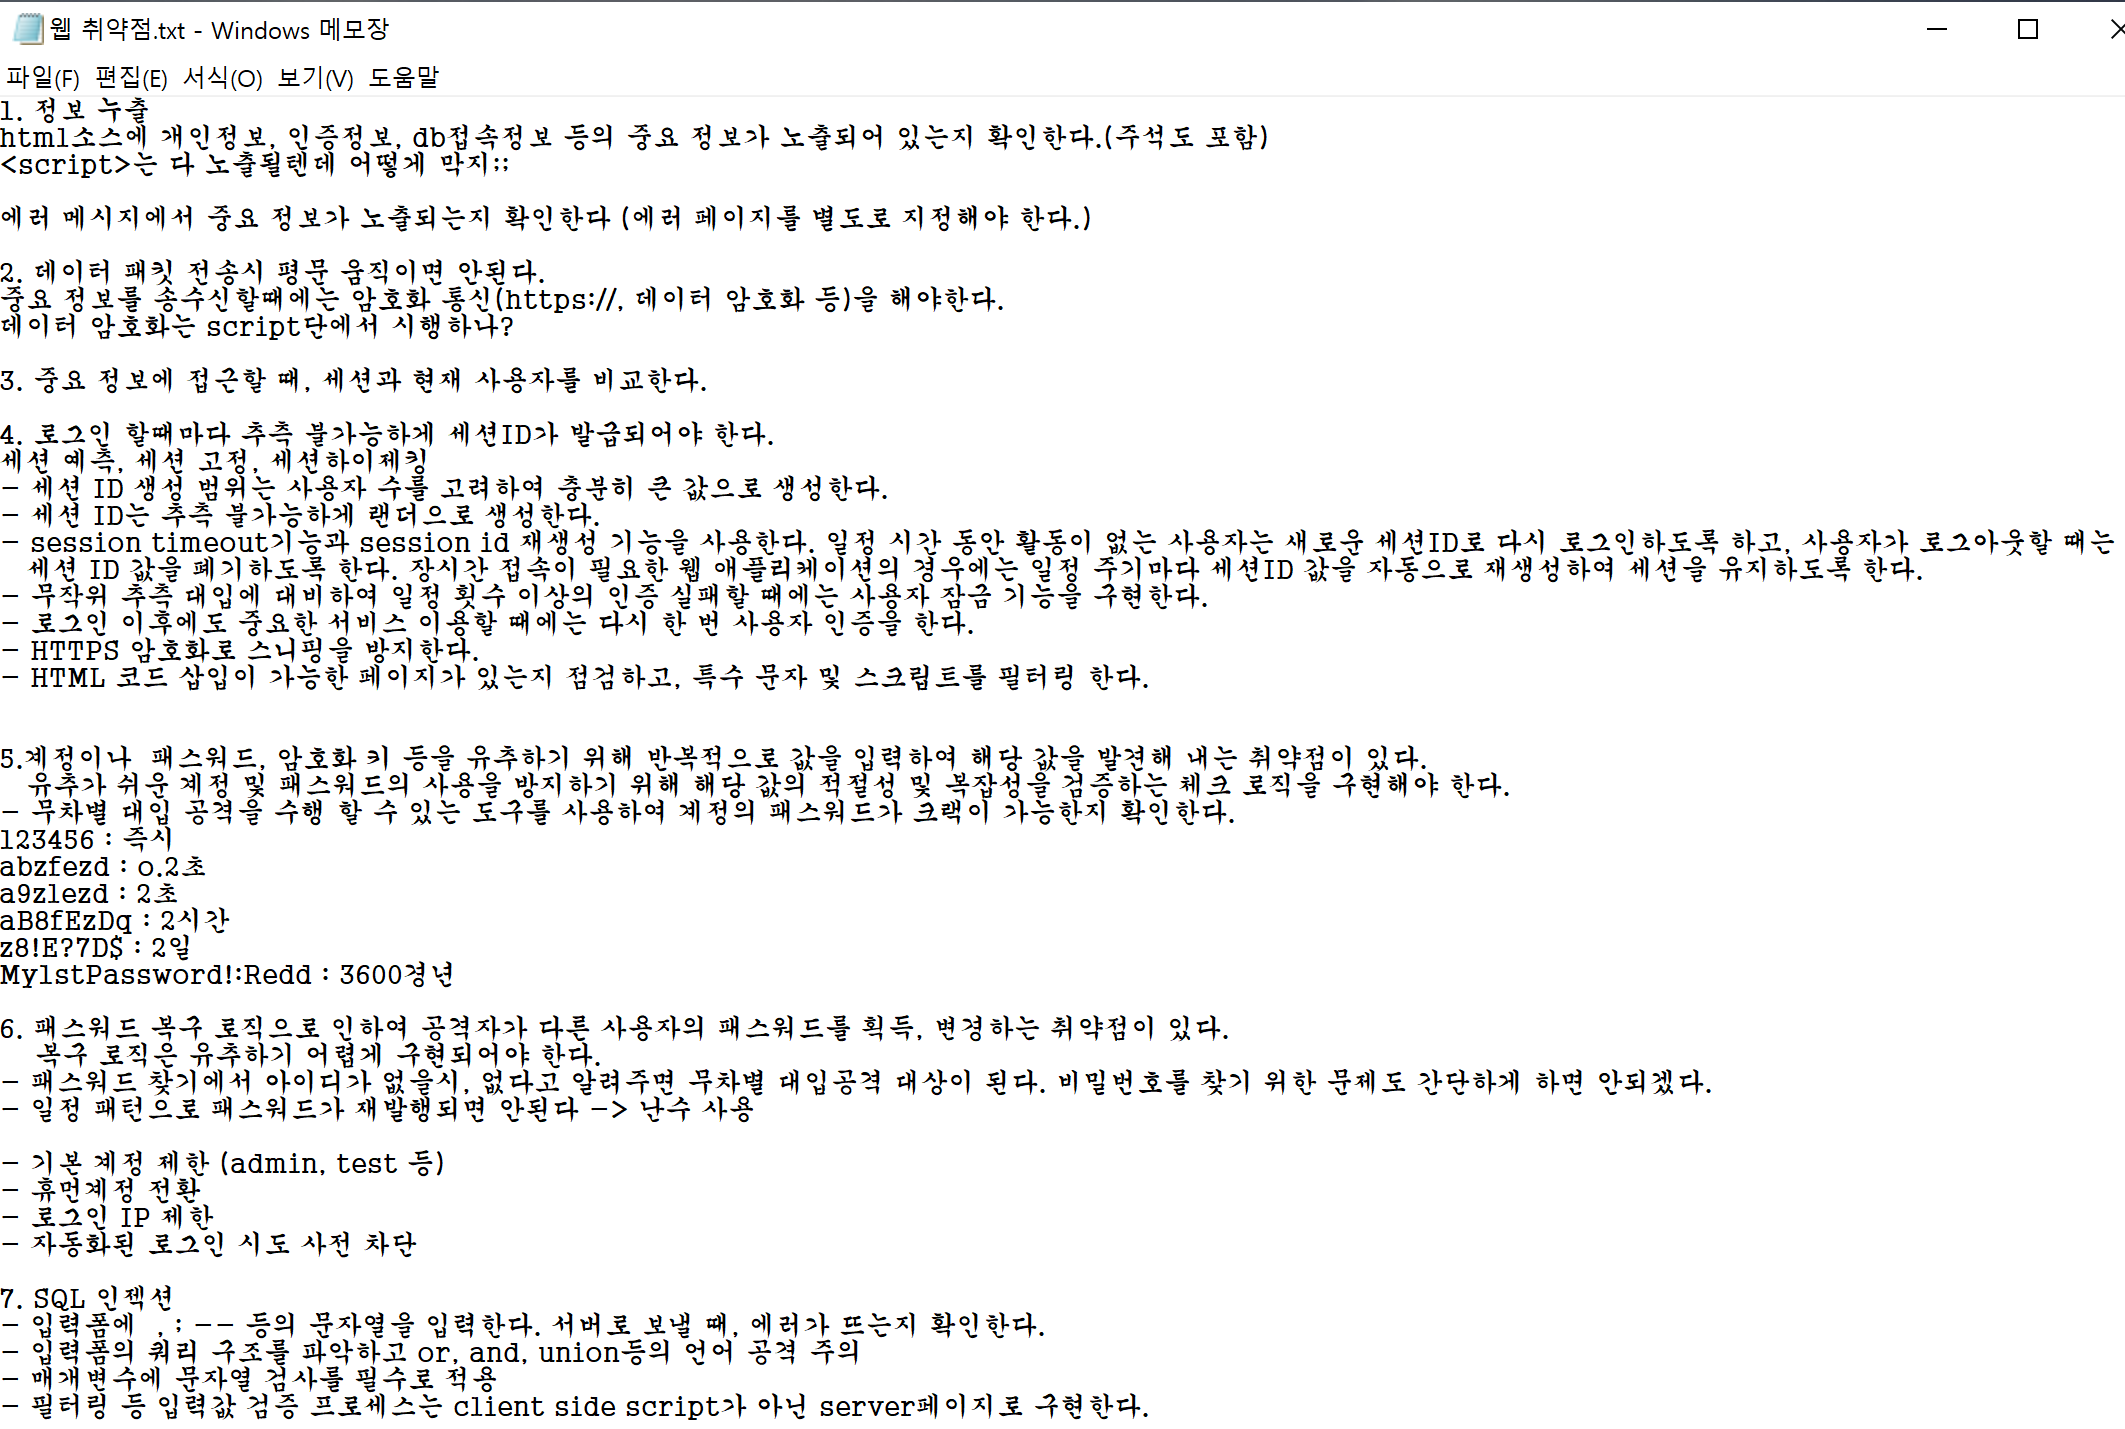 웹 취약점.txt - Windows 메모장
파일(F) 편집(E) 서식(O) 보기(V) 도움말
1. 정보 누출
html소스에 개인정보, 인증정보, db접속정보 등의 중요 정보가 노출되어 있는지 확인한다.(주석도 포함)
<script>는 다 노출될텐데 어떻게 막지;;
에러 메시지에서 중요 정보가 노출되는지 확인한다 (에러 페이지를 별도로 지정해야 한다.)
2. 데이터 패킷 전송시 평문 움직이면 안된다.
중요 정보를 송수신할때에는 암호화 통신(https://, 데이터 암호화 등)을 해야한다.
데이터 암호화는 script단에서 시행하나?
3. 중요 정보에 접근할 때, 세션과 현재 사용자를 비교한다.
4. 로그인 할때마다 추측 불가능하게 세션ID가 발급되어야 한다.
세션 예측, 세션 고정, 세션하이제킹
- 세션 ID 생성 범위는 사용자 수를 고려하여 충분히 큰 값으로 생성한다.
- 세션 ID는 추측 불가능하게 랜더으로 생성한다.
- session timeout기능과 session id 재생성 기능을 사용한다. 일정 시간 동안 활동이 없는 사용자는 새로운 세션ID로 다시 로그인하도록 하고, 사용자가 로그아웃할 때는
세션 ID 값을 폐기하도록 한다. 장시간 접속이 필요한 웹 애플리케이션의 경우에는 일정 주기마다 세션ID 값을 자동으로 재생성하여 세션을 유지하도록 한다.
- 무작위 추측 대입에 대비하여 일정 횟수 이상의 인증 실패할 때에는 사용자 잠금 기능을 구현한다.
- 로그인 이후에도 중요한 서비스 이용할 때에는 다시 한 번 사용자 인증을 한다.
- HTTPS 암호화로 스니핑을 방지한다.
- HTML 코드 삽입이 가능한 페이지가 있는지 점검하고, 특수 문자 및 스크립트를 필터링 한다.
5.계정이나  패스워드, 암호화 키 등을 유추하기 위해 반복적으로 값을 입력하여 해당 값을 발견해 내는 취약점이 있다.
유추가 쉬운 계정 및 패스워드의 사용을 방지하기 위해 해당 값의 적절성 및 복잡성을 검증하는 체크 로직을 구현해야 한다.
- 무차별 대입 공격을 수행 할 수 있는 도구를 사용하여 계정의 패스워드가 크랙이 가능한지 확인한다.
123456 : 즉시
abzfezd : 0.2초
a9zlezd : 2초
aB8fEzDq : 2시간
z8!E?7D$ : 2일
My1stPassword!:Redd : 3600경년
6. 패스워드 복구 로직으로 인하여 공격자가 다른 사용자의 패스워드를 획득, 변경하는 취약점이 있다.
복구 로직은 유추하기 어렵게 구현되어야 한다.
- 패스워드 찾기에서 아이디가 없을시, 없다고 알려주면 무차별 대입공격 대상이 된다. 비밀번호를 찾기 위한 문제도 간단하게 하면 안되겠다.
- 일정 패턴으로 패스워드가 재발행되면 안된다 -> 난수 사용
- 기본 계정 제한 (admin, test 등)
- 휴먼계정 전환
- 로그인 IP 제한
- 자동화된 로그인 시도 사전 차단
7. SQL 인젝션
- 입력폼에  , ; -- 등의 문자열을 입력한다. 서버로 보낼 때, 에러가 뜨는지 확인한다.
- 입력폼의 쿼리 구조를 파악하고 or, and, union등의 언어 공격 주의
- 매개변수에 문자열 검사를 필수로 적용
- 필터링 등 입력값 검증 프로세스는 client side script가 아닌 server페이지로 구현한다.